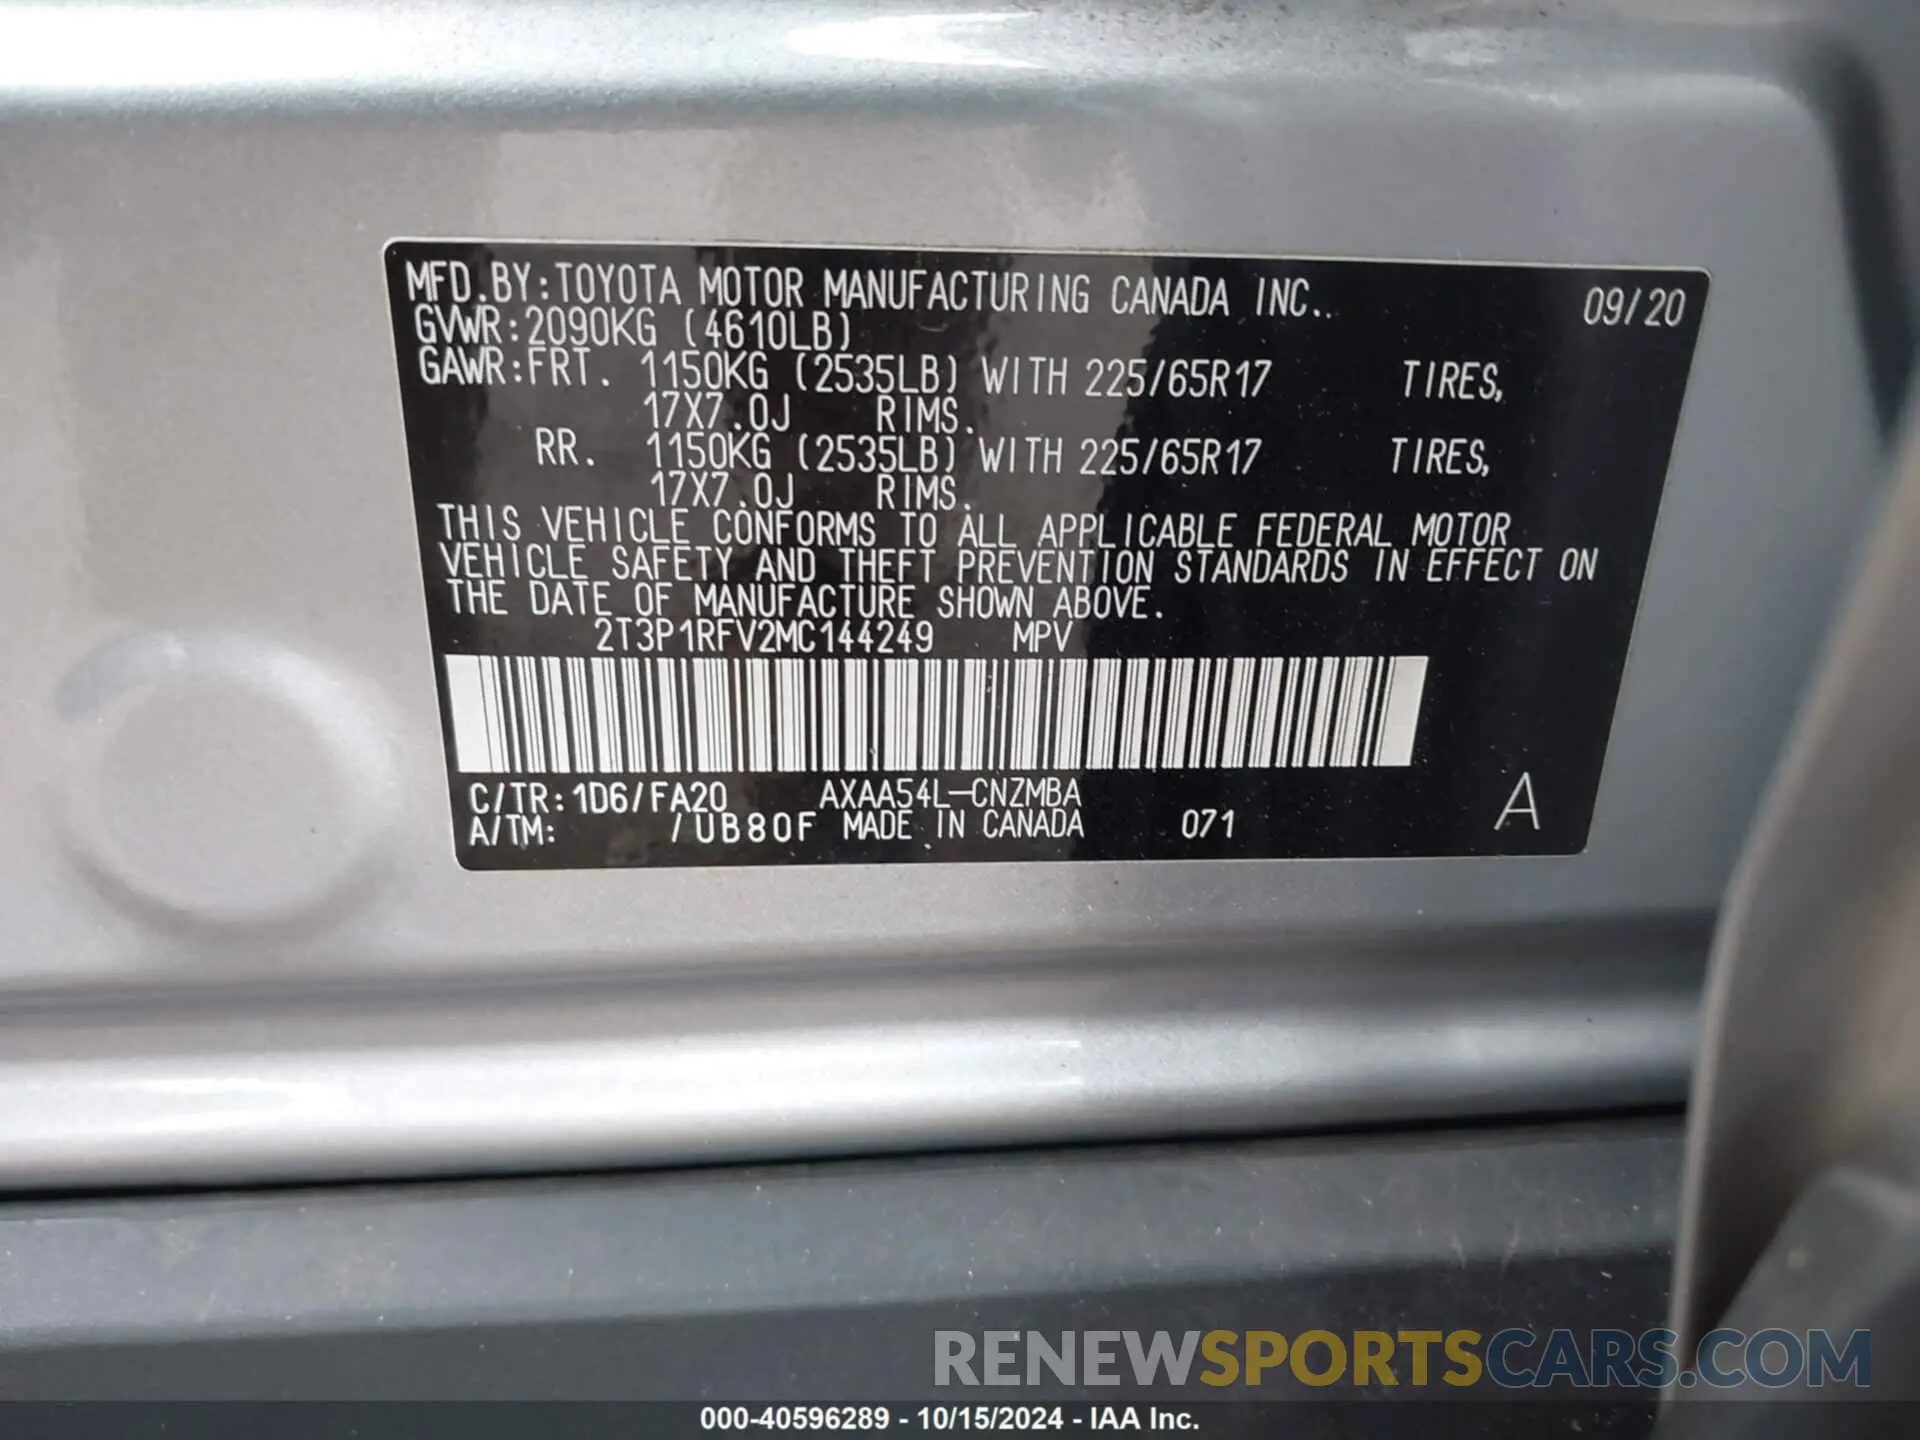 MFD.BY:TOYOTA MOTOR MANUFACTURING CANADA INC.. 09/20
GVWR:2090KG (4610LB)
GAWR:FRT. 1150KG (2535LB) WITH 225/65R17 TIRES,
17X7.0J RIMS.
RR. 1150KG (2535LB) WITH 225/65R17 TIRES,
17X7.0J RIMS.
THIS VEHICLE CONFORMS TO ALL APPLICABLE FEDERAL MOTOR
VEHICLE SAFETY AND THEFT PREVENTION STANDARDS IN EFFECT ON
THE DATE OF MANUFACTURE SHOWN ABOVE.
2T3P1RFV2MC144249 MPV
C/TR:1D6/FA20 AXAA54L-CNZMBA A
A/TM: /UB80F MADE IN CANADA 071
RENEWSPORTSCARS.COM
000-40596289 - 10/15/2024 - IAA Inc.